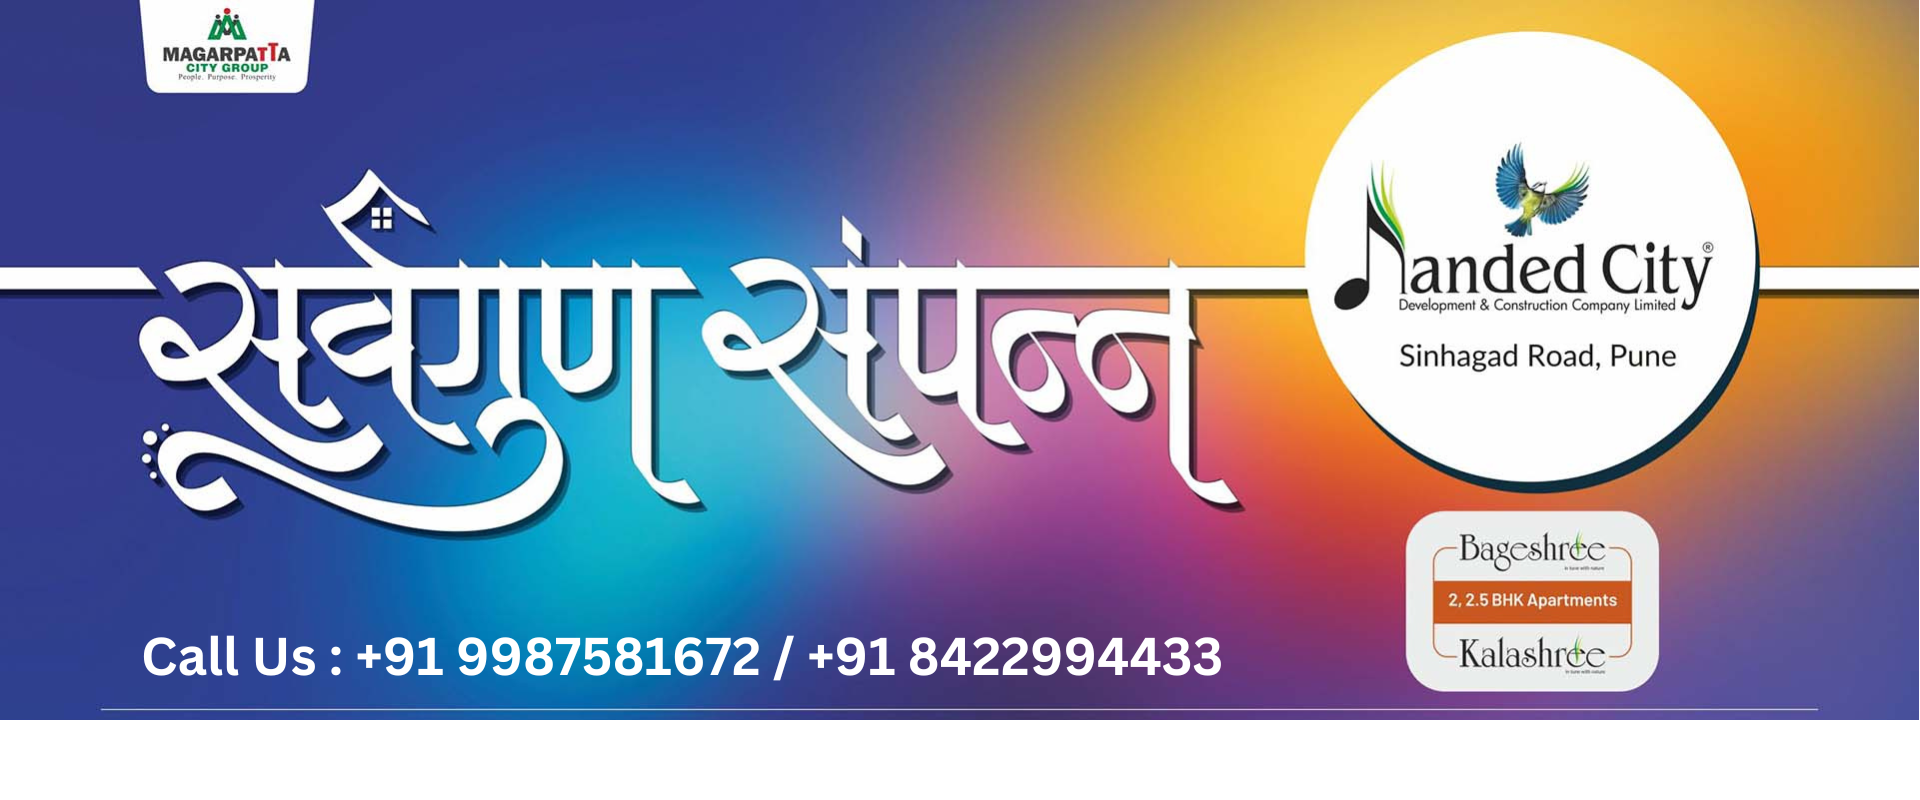 MAGARPATTA
CITY GROUP
People. Purpose. Prosperity
सर्वगुण संपन्न
Nanded City®
Development & Construction Company Limited
Sinhagad Road, Pune
Bageshree
in tune with nature
2, 2.5 BHK Apartments
Kalashree
in tune with nature
Call Us : +91 9987581672 / +91 8422994433